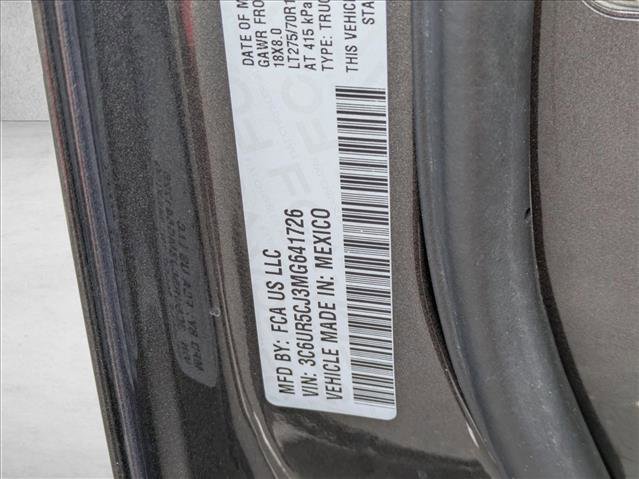 MFD BY: FCA US LLC
VIN: 3C6UR5CJ3MG641726
VEHICLE MADE IN: MEXICO
DATE OF M
GAWR FRO
18X8.0
LT275/70R1
AT 415 kPa
TYPE: TRUC
THIS VEHIC
STA